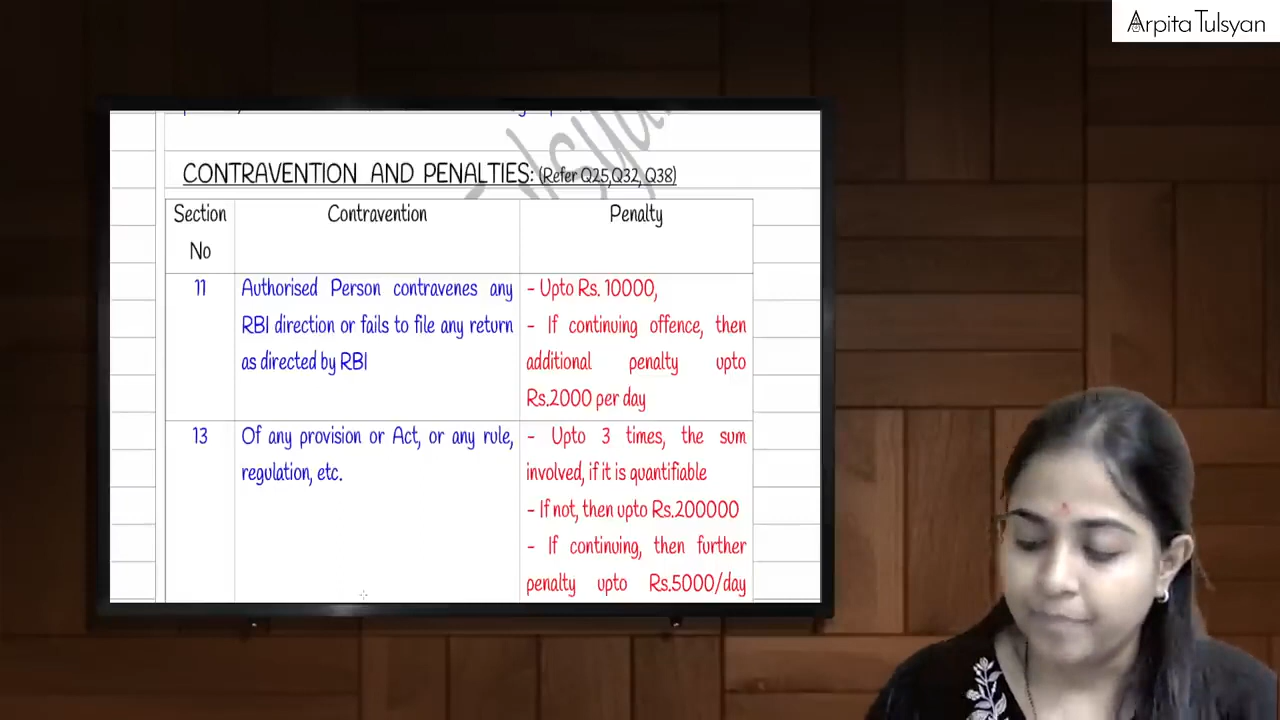 Arpita Tulsyan
CONTRAVENTION AND PENALTIES: (Refer Q25,Q32, Q38)
Section No
Contravention
Penalty
11
Authorised Person contravenes any
RBI direction or fails to file any return
as directed by RBI
- Upto Rs. 10000,
- If continuing offence, then
additional penalty upto
Rs.2000 per day
13
Of any provision or Act, or any rule,
regulation, etc.
- Upto 3 times, the sum
involved, if it is quantifiable
- If not, then upto Rs.200000
- If continuing, then further
penalty upto Rs.5000/day